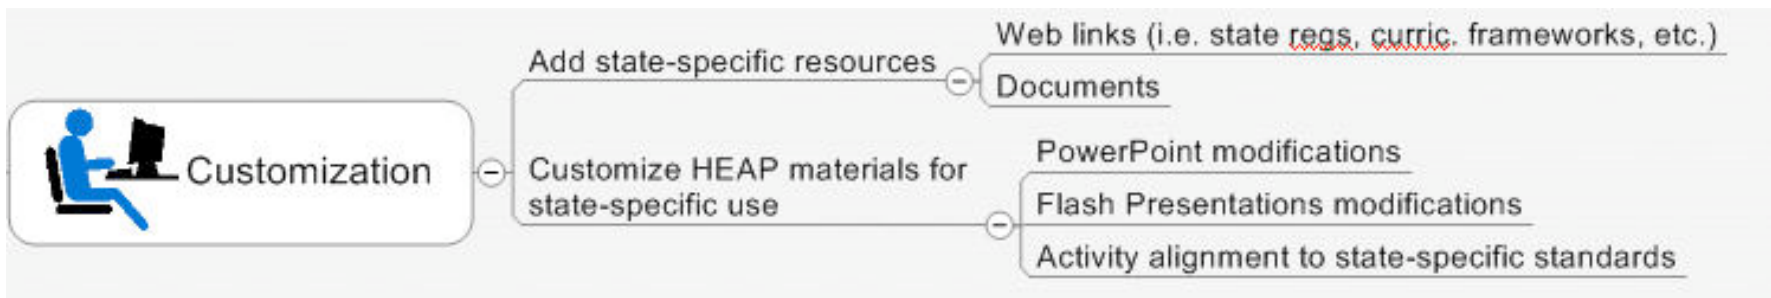 Web links (i.e. state regs, curric. frameworks, etc.)
Add state-specific resources
Documents
Customization
Customize HEAP materials for
state-specific use
PowerPoint modifications
Flash Presentations modifications
Activity alignment to state-specific standards